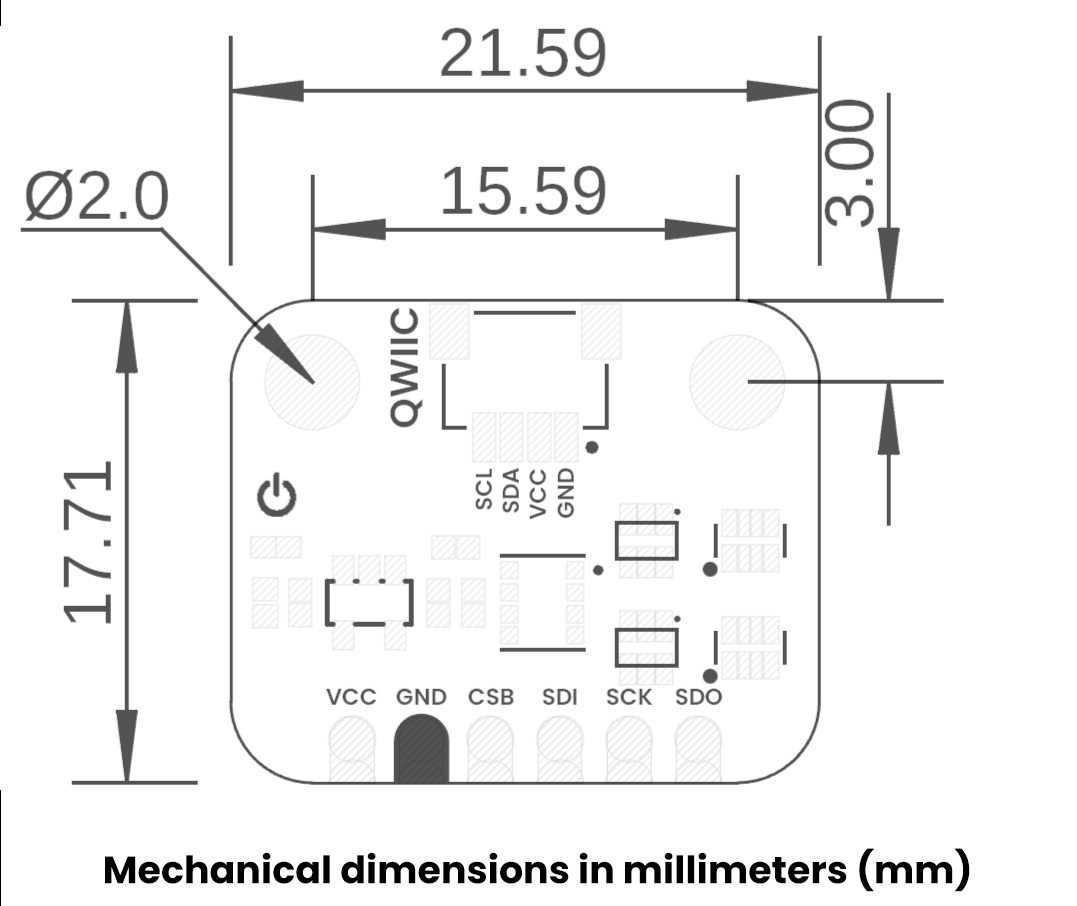 21.59
3.00
15.59
Ø2.0
QWIIC
17.71
SCL
SDA
VCC
GND
VCC GND CSB SDI SCK SDO
Mechanical dimensions in millimeters (mm)